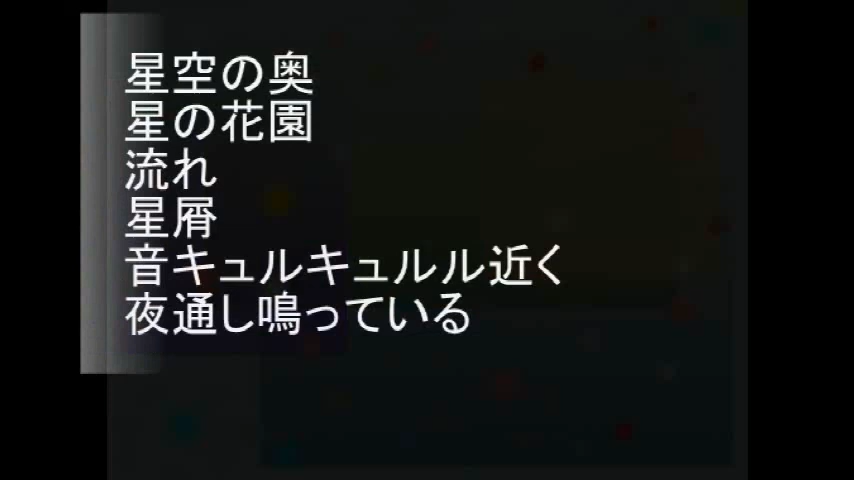 星空の奥
星の花園
流れ
星屑
音キュルキュルル近く
夜通し鳴っている